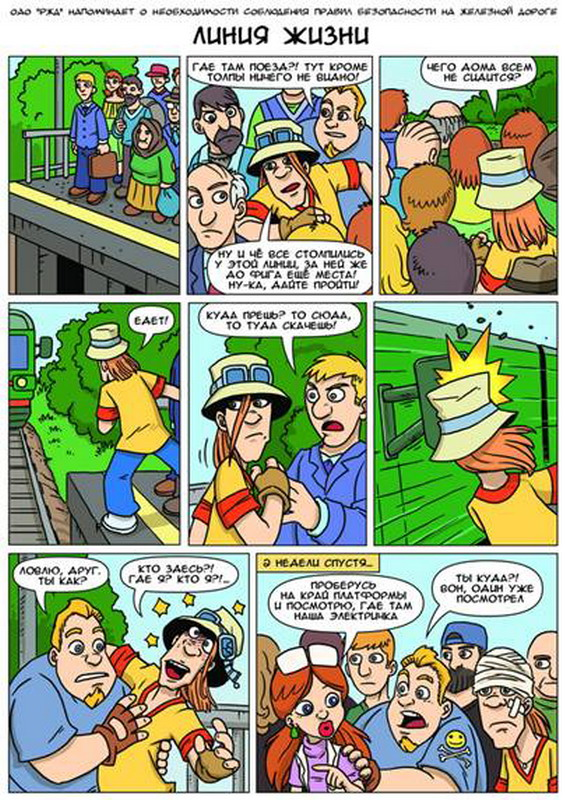 ОАО "РЖД" НАПОМИНАЕТ О НЕОБХОДИМОСТИ СОБЛЮДЕНИЯ ПРАВИЛ БЕЗОПАСНОСТИ НА ЖЕЛЕЗНОЙ ДОРОГЕ
ЛИНИЯ ЖИЗНИ
ГДЕ ТАМ ПОЕЗД?! ТУТ КРОМЕ
ТОЛПЫ НИЧЕГО НЕ ВИДНО!
НУ И ЧЁ ВСЕ СТОЛПИЛИСЬ
У ЭТОЙ ЛИНИИ, ЗА НЕЙ ЖЕ
ДО ФИГА ЕЩЁ МЕСТА!
НУ-КА, ДАЙТЕ ПРОЙТИ!
ЧЕГО ДОМА ВСЕМ
НЕ СИДИТСЯ?
ЕДЕТ!
КУДА ПРЕШЬ? ТО СЮДА,
ТО ТУДА СКАЧЕШЬ!
ЛОВЛЮ, ДРУГ.
ТЫ КАК?
КТО ЗДЕСЬ?!
ГДЕ Я? КТО Я?!...
2 НЕДЕЛИ СПУСТЯ...
ПРОБЕРУСЬ
НА КРАЙ ПЛАТФОРМЫ
И ПОСМОТРЮ, ГДЕ ТАМ
НАША ЭЛЕКТРИЧКА
ТЫ КУДА?!
ВОН, ОДИН УЖЕ
ПОСМОТРЕЛ